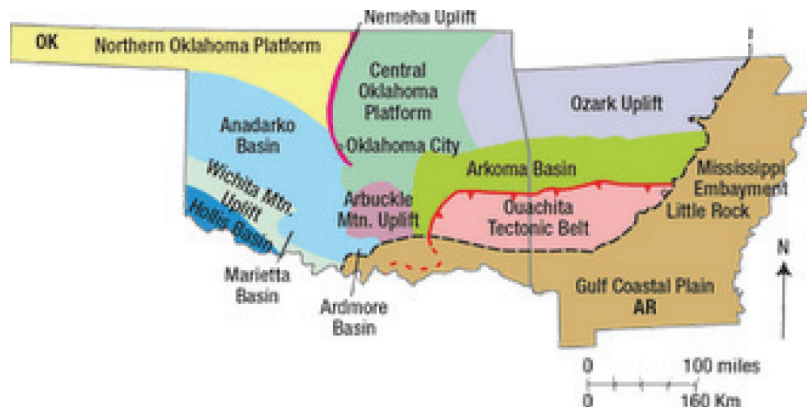 Nemeha Uplift
OK
Northern Oklahoma Platform
Central
Oklahoma
Platform
Ozark Uplift
Anadarko
Basin
Oklahoma City
Arkoma Basin
Mississippi
Embayment
Wichita Mtn.
Uplift
Arbuckle
Mtn. Uplift
Ouachita
Tectonic Belt
Little Rock
Hollis Basin
Marietta
Basin
Ardmore
Basin
N
Gulf Coastal Plain
AR
0 100 miles
0 160 Km